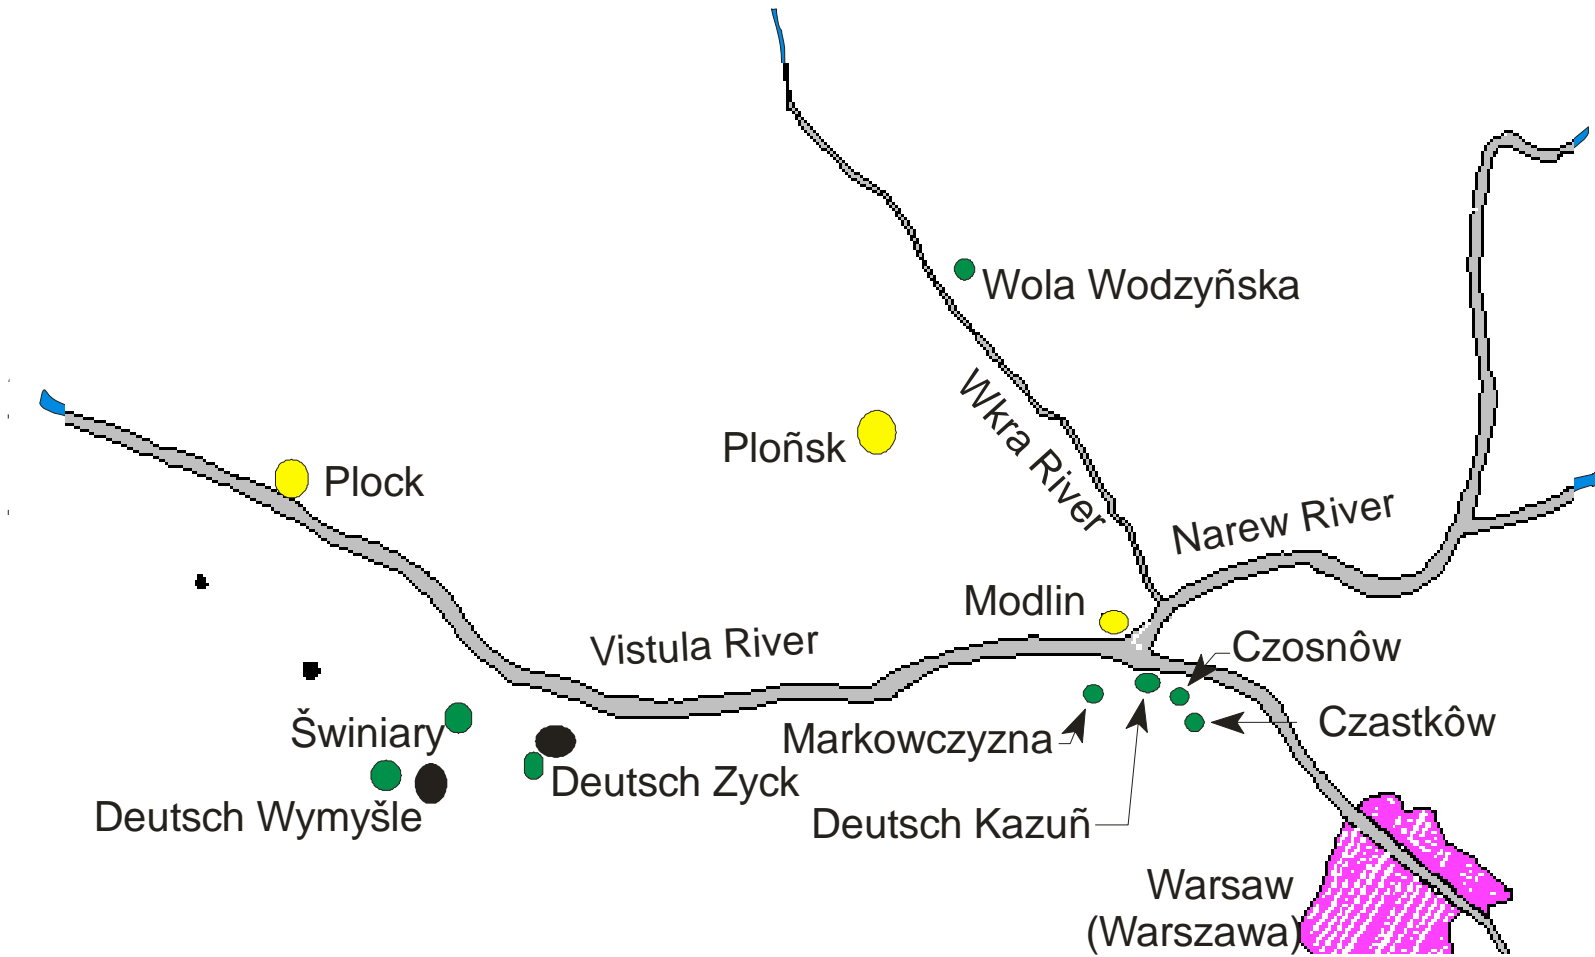 Wola Wodzyñska
Wkra River
Ploñsk
Plock
Narew River
Modlin
Vistula River
Czosnôw
Šwiniary
Markowczyzna
Czastkôw
Deutsch Zyck
Deutsch Wymyšle
Deutsch Kazuñ
Warsaw
(Warszawa)